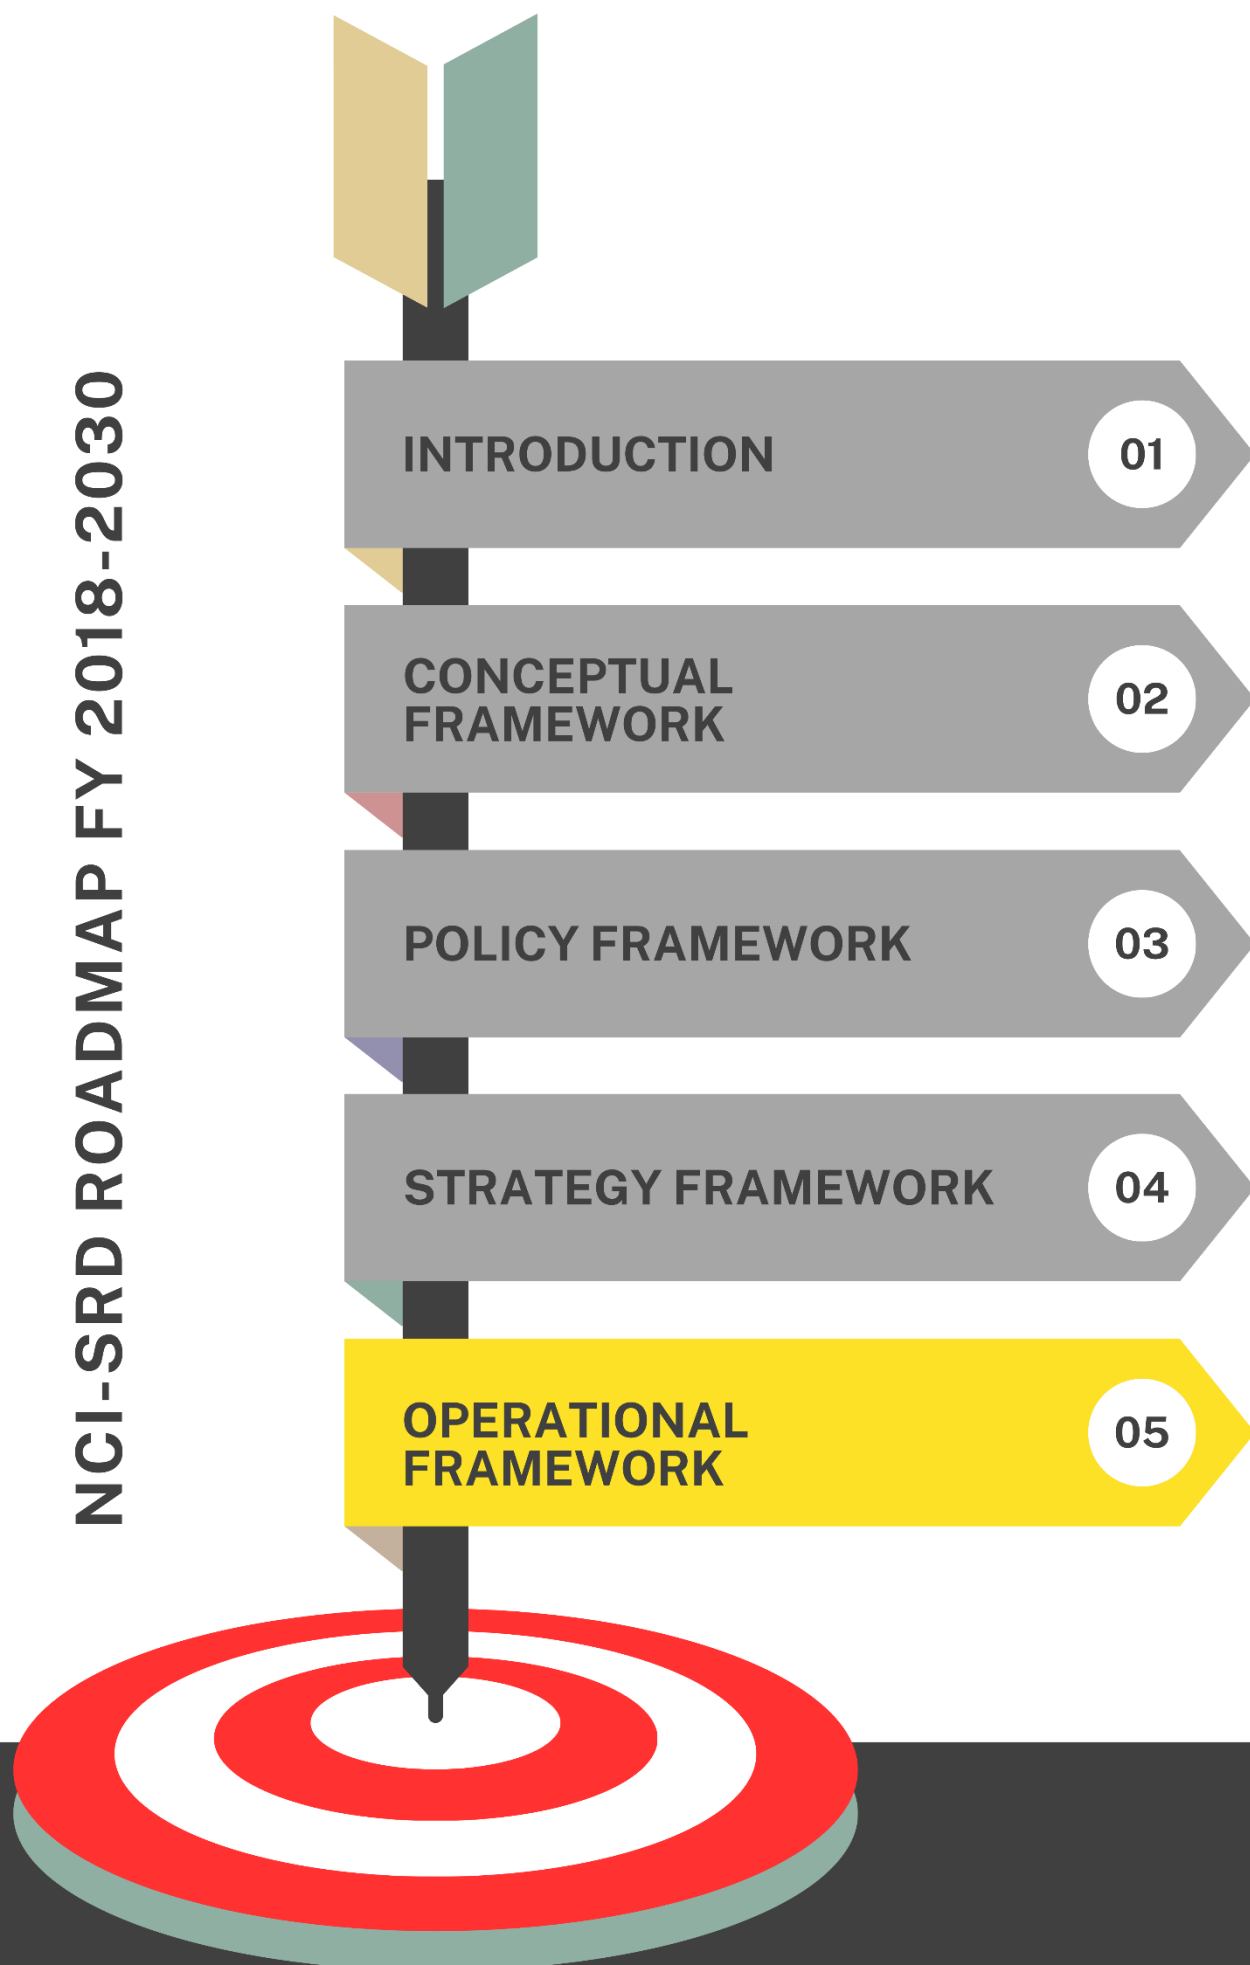 NCI-SRD ROADMAP FY 2018-2030
INTRODUCTION
01
CONCEPTUAL
FRAMEWORK
02
POLICY FRAMEWORK
03
STRATEGY FRAMEWORK
04
OPERATIONAL
FRAMEWORK
05